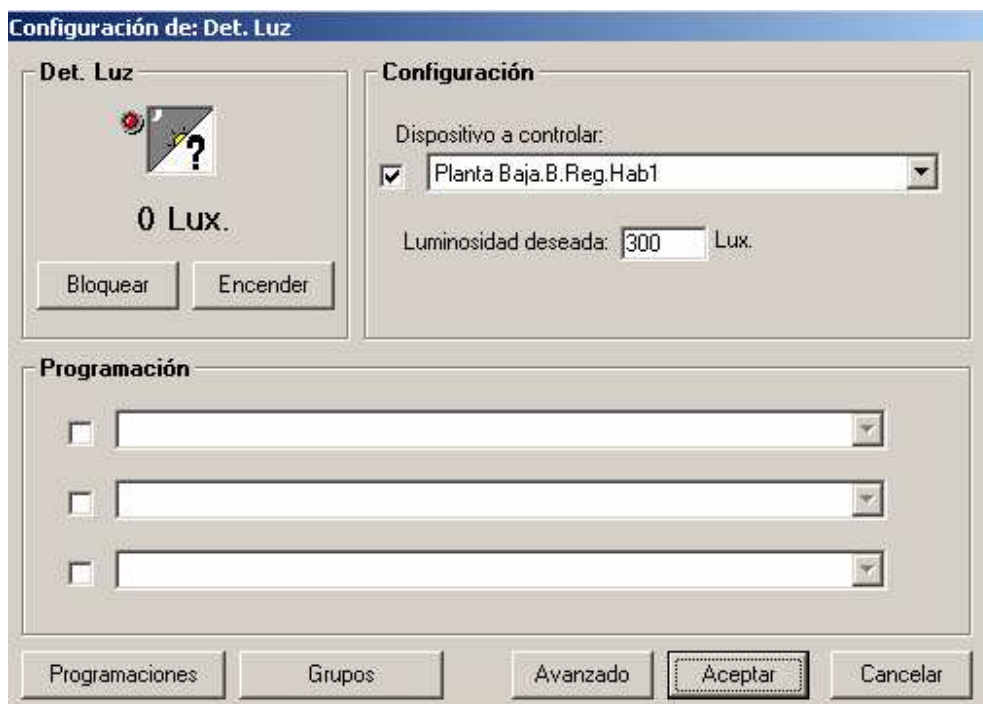 Configuración de: Det. Luz
Det. Luz
?
0 Lux.
Bloquear
Encender
Configuración
Dispositivo a controlar:
Planta Baja.B.Reg.Hab1
Luminosidad deseada: 300 Lux.
Programación
Programaciones
Grupos
Avanzado
Aceptar
Cancelar